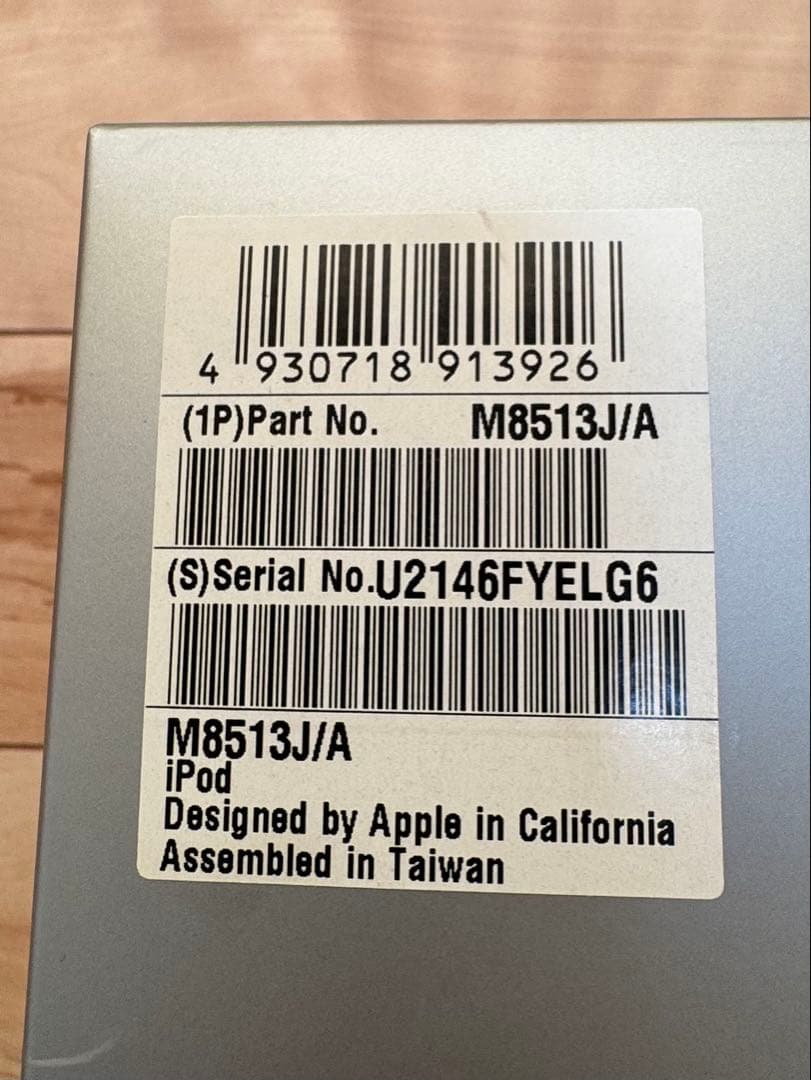 4 930718 913926
(1P)Part No. M8513J/A
(S)Serial No.U2146FYELG6
M8513J/A
iPod
Designed by Apple in California
Assembled in Taiwan